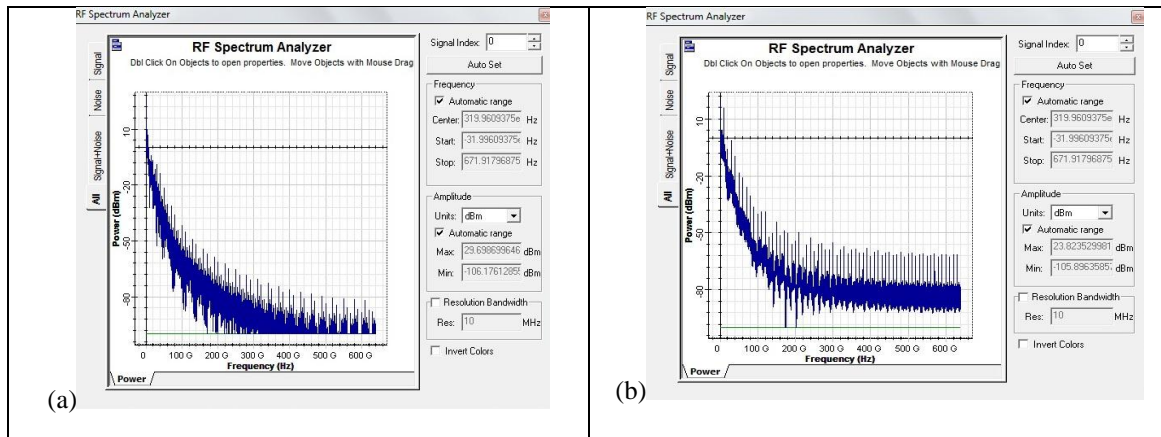 RF Spectrum Analyzer
RF Spectrum Analyzer
Dbl Click On Objects to open properties. Move Objects with Mouse Drag
Signal
Noise
Signal+Noise
All
Power (dBm)
10
-20
-50
-80
0 100 G 200 G 300 G 400 G 500 G 600 G
Frequency (Hz)
Power
Signal Index: 0
Auto Set
Frequency
Automatic range
Center: 319.9609375e Hz
Start: -31.99609375 Hz
Stop: 671.91796875 Hz
Amplitude
Units: dBm
Automatic range
Max: 29.698699646 dBm
Min: -106.1761285 dBm
Resolution Bandwidth
Res: 10 MHz
Invert Colors
(a)
RF Spectrum Analyzer
RF Spectrum Analyzer
Dbl Click On Objects to open properties. Move Objects with Mouse Drag
Signal
Noise
Signal+Noise
All
Power (dBm)
10
-20
-50
-80
0 100 G 200 G 300 G 400 G 500 G 600 G
Frequency (Hz)
Power
Signal Index: 0
Auto Set
Frequency
Automatic range
Center: 319.9609375e Hz
Start: -31.99609375 Hz
Stop: 671.91796875 Hz
Amplitude
Units: dBm
Automatic range
Max: 23.823529981 dBm
Min: -105.8963585 dBm
Resolution Bandwidth
Res: 10 MHz
Invert Colors
(b)